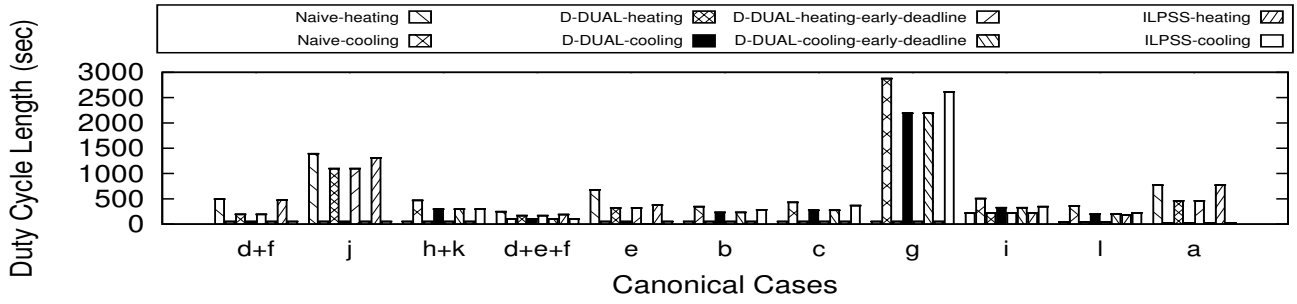 Naive-heating D-DUAL-heating D-DUAL-heating-early-deadline ILPSS-heating
Naive-cooling D-DUAL-cooling D-DUAL-cooling-early-deadline ILPSS-cooling
Duty Cycle Length (sec)
3000
2500
2000
1500
1000
500
0
d+f j h+k d+e+f e b c g i l a
Canonical Cases